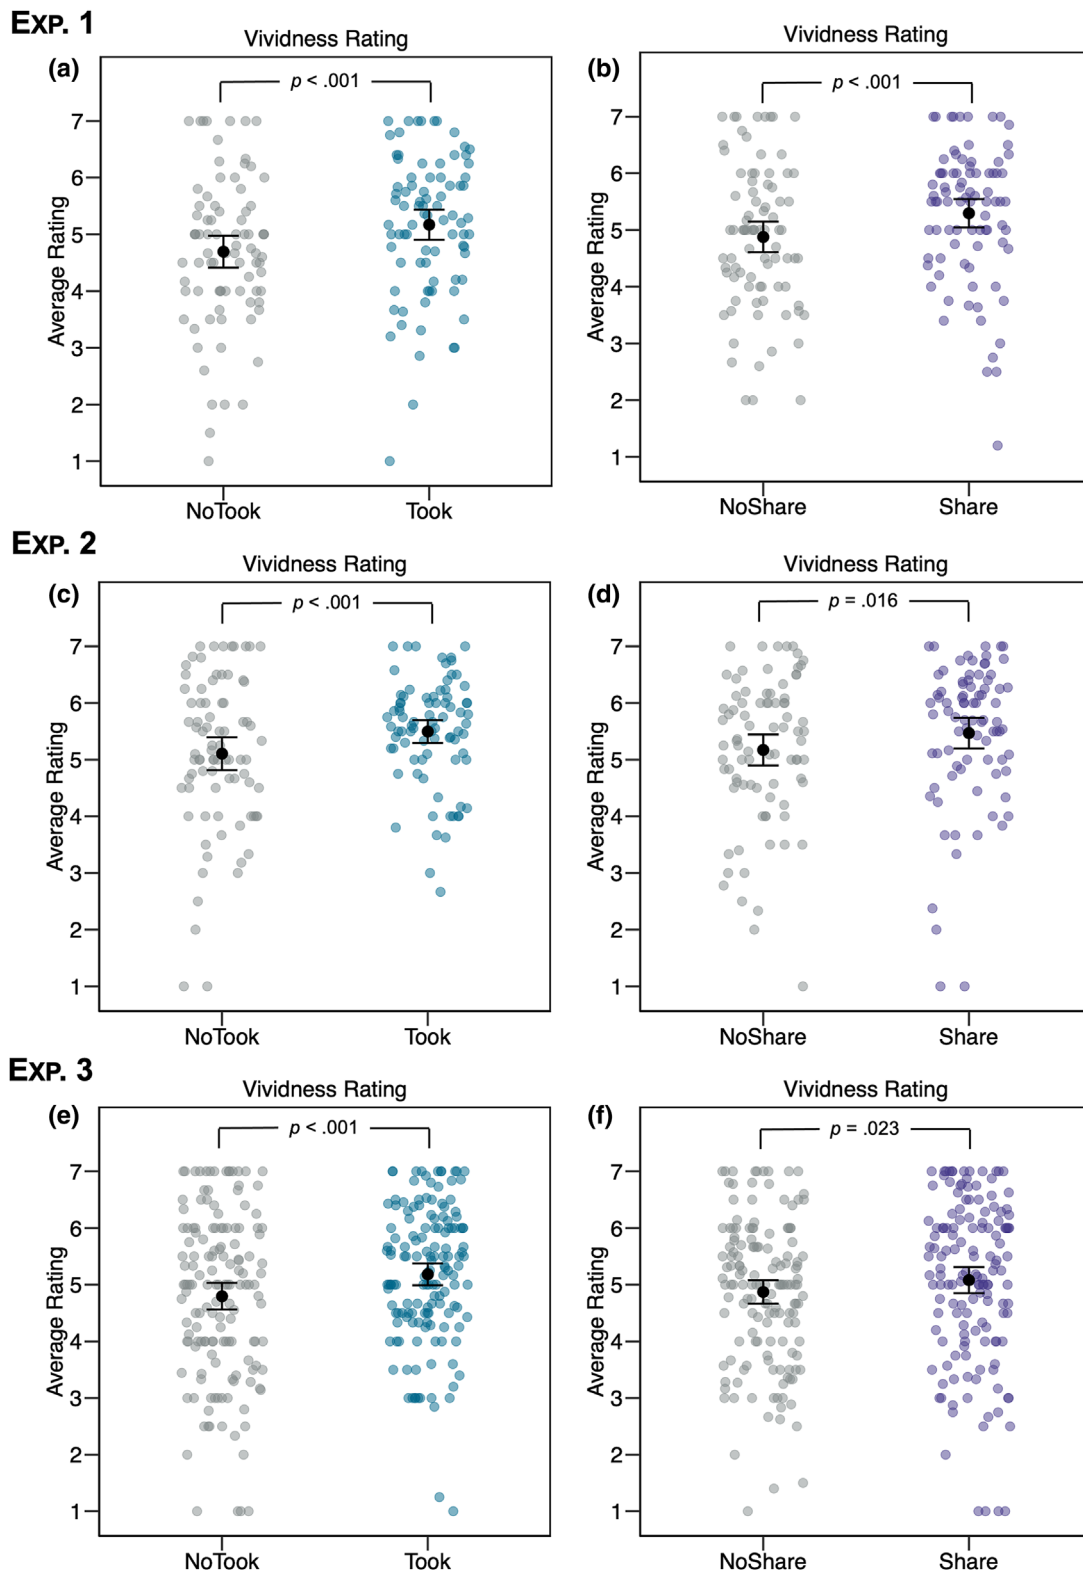 EXP. 1
Vividness Rating
(a)
p < .001
Average Rating
7
6
5
4
3
2
1
NoTook
Took
Vividness Rating
(b)
p < .001
Average Rating
7
6
5
4
3
2
1
NoShare
Share
EXP. 2
Vividness Rating
(c)
p < .001
Average Rating
7
6
5
4
3
2
1
NoTook
Took
Vividness Rating
(d)
p = .016
Average Rating
7
6
5
4
3
2
1
NoShare
Share
EXP. 3
Vividness Rating
(e)
p < .001
Average Rating
7
6
5
4
3
2
1
NoTook
Took
Vividness Rating
(f)
p = .023
Average Rating
7
6
5
4
3
2
1
NoShare
Share